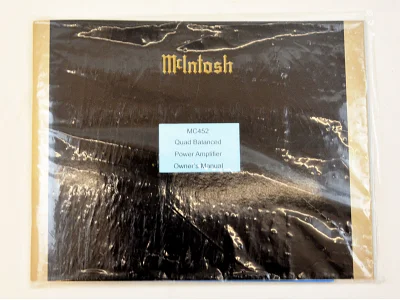 McIntosh
MC452
Quad Balanced
Power Amplifier
Owner's Manual